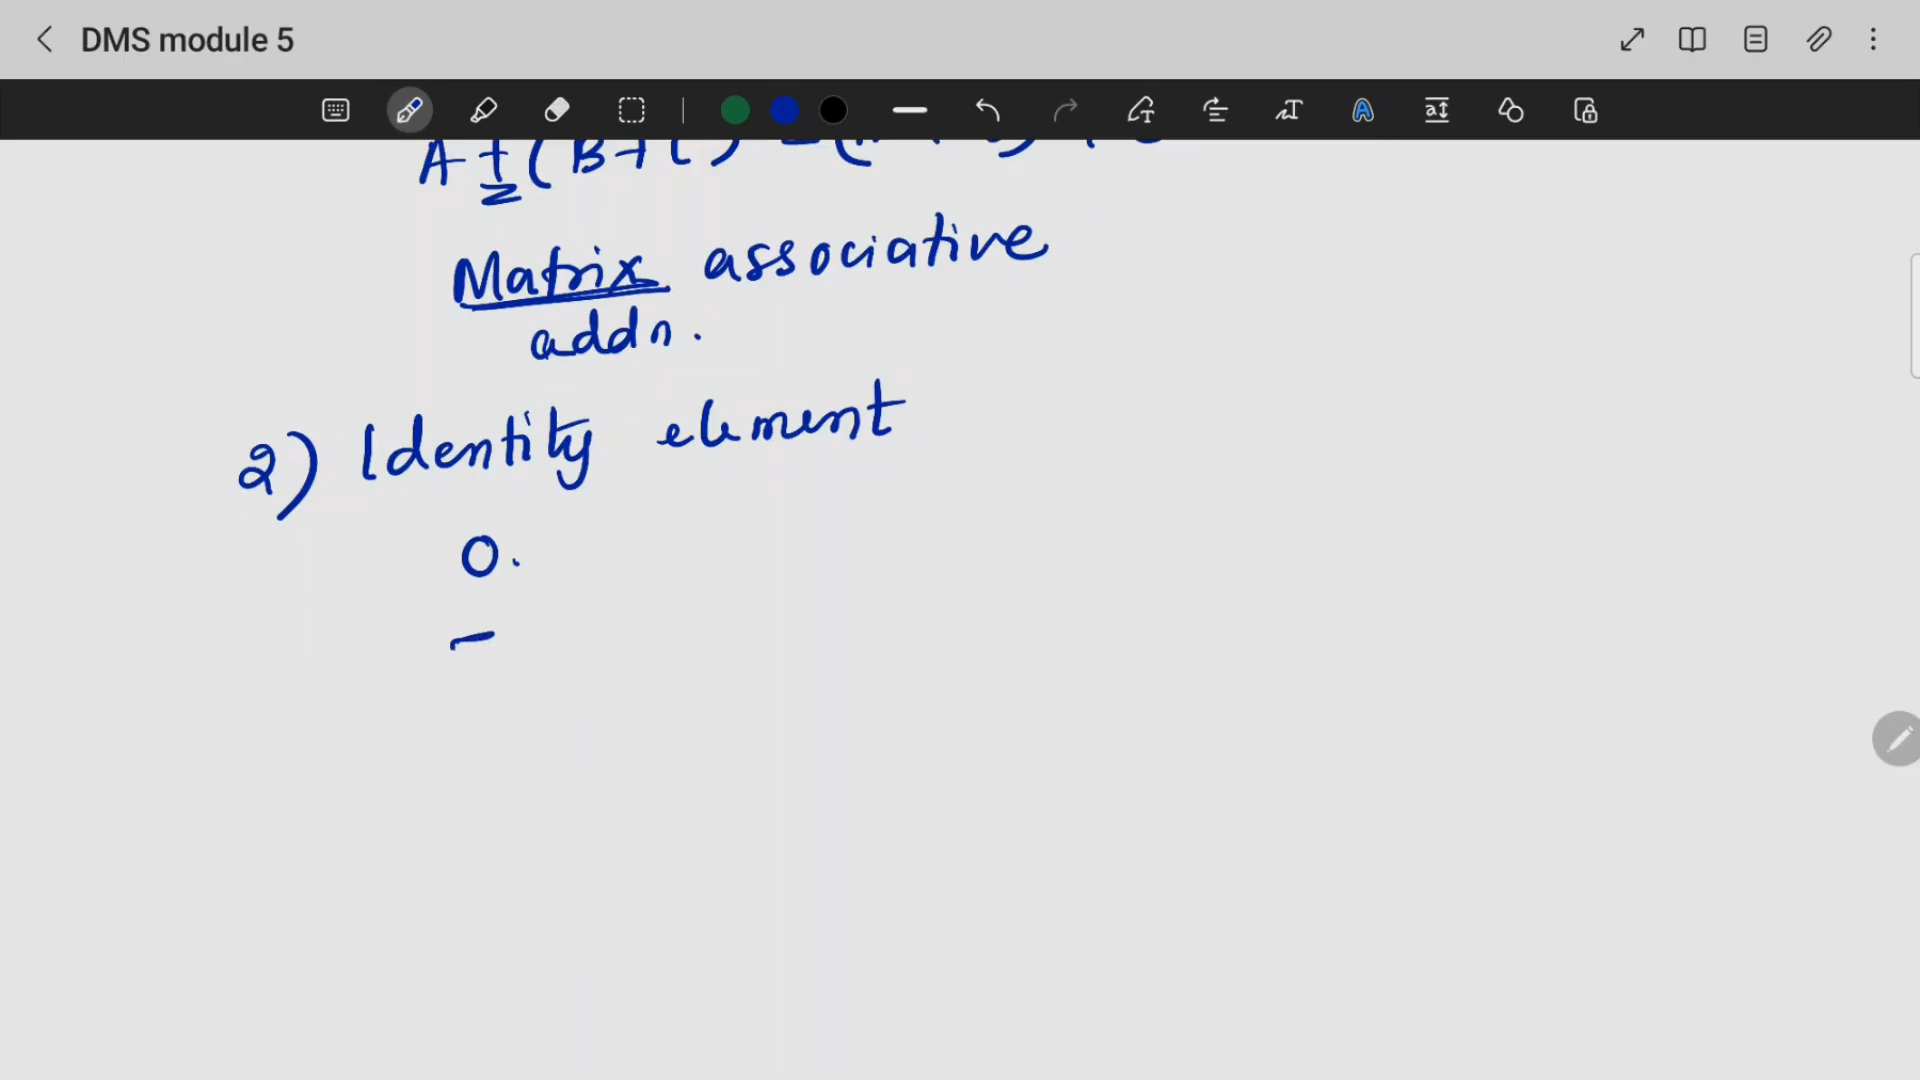 DMS module 5
A + (B + C) = (
Matrix associative
addn.
2) Identity element
0.